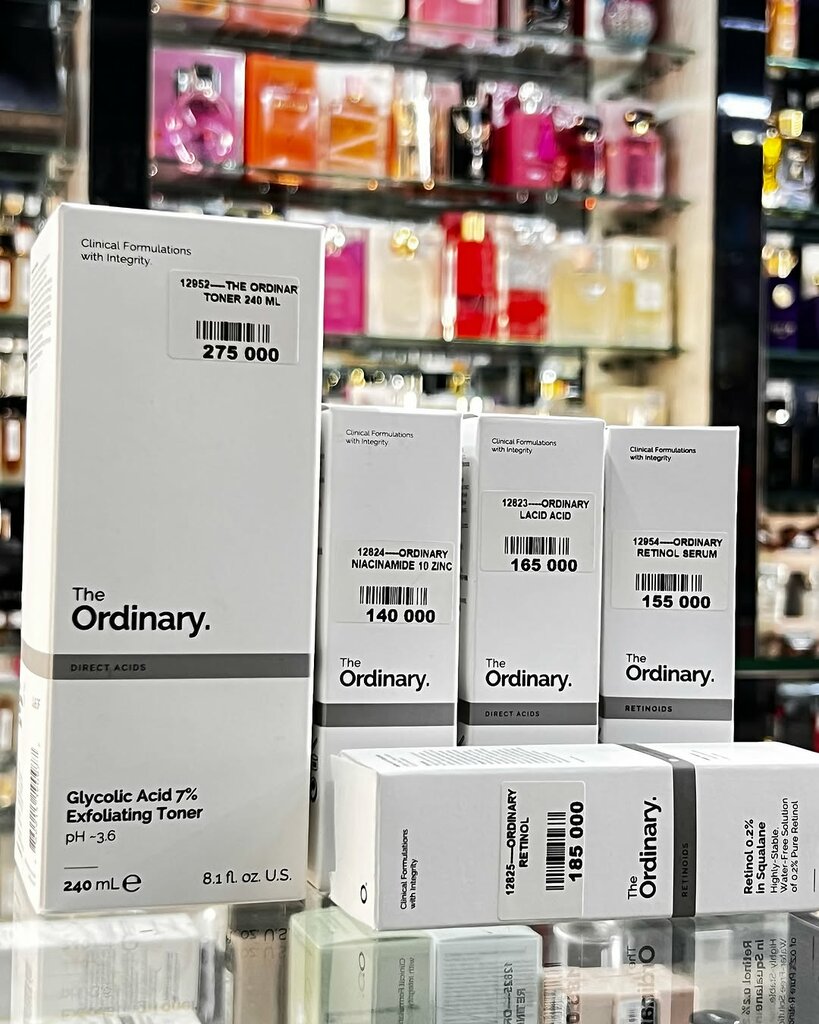 Clinical Formulations
with Integrity.
12952----THE ORDINAR
TONER 240 ML
275 000
The
Ordinary.
DIRECT ACIDS
Glycolic Acid 7%
Exfoliating Toner
pH ~3.6
240 mL e
8.1 fl. oz. U.S.
Clinical Formulations
with Integrity
12824----ORDINARY
NIACINAMIDE 10 ZINC
140 000
The
Ordinary.
Clinical Formulations
with Integrity
12823----ORDINARY
LACID ACID
165 000
The
Ordinary.
DIRECT ACIDS
Clinical Formulations
with Integrity
12954----ORDINARY
RETINOL SERUM
155 000
The
Ordinary.
RETINOIDS
O.
Clinical Formulations
with Integrity
12825----ORDINARY
RETINOL
185 000
The
Ordinary.
RETINOIDS
Retinol 0.2%
in Squalane
Highly-Stable,
Water-Free Solution
of 0.2% Pure Retinol